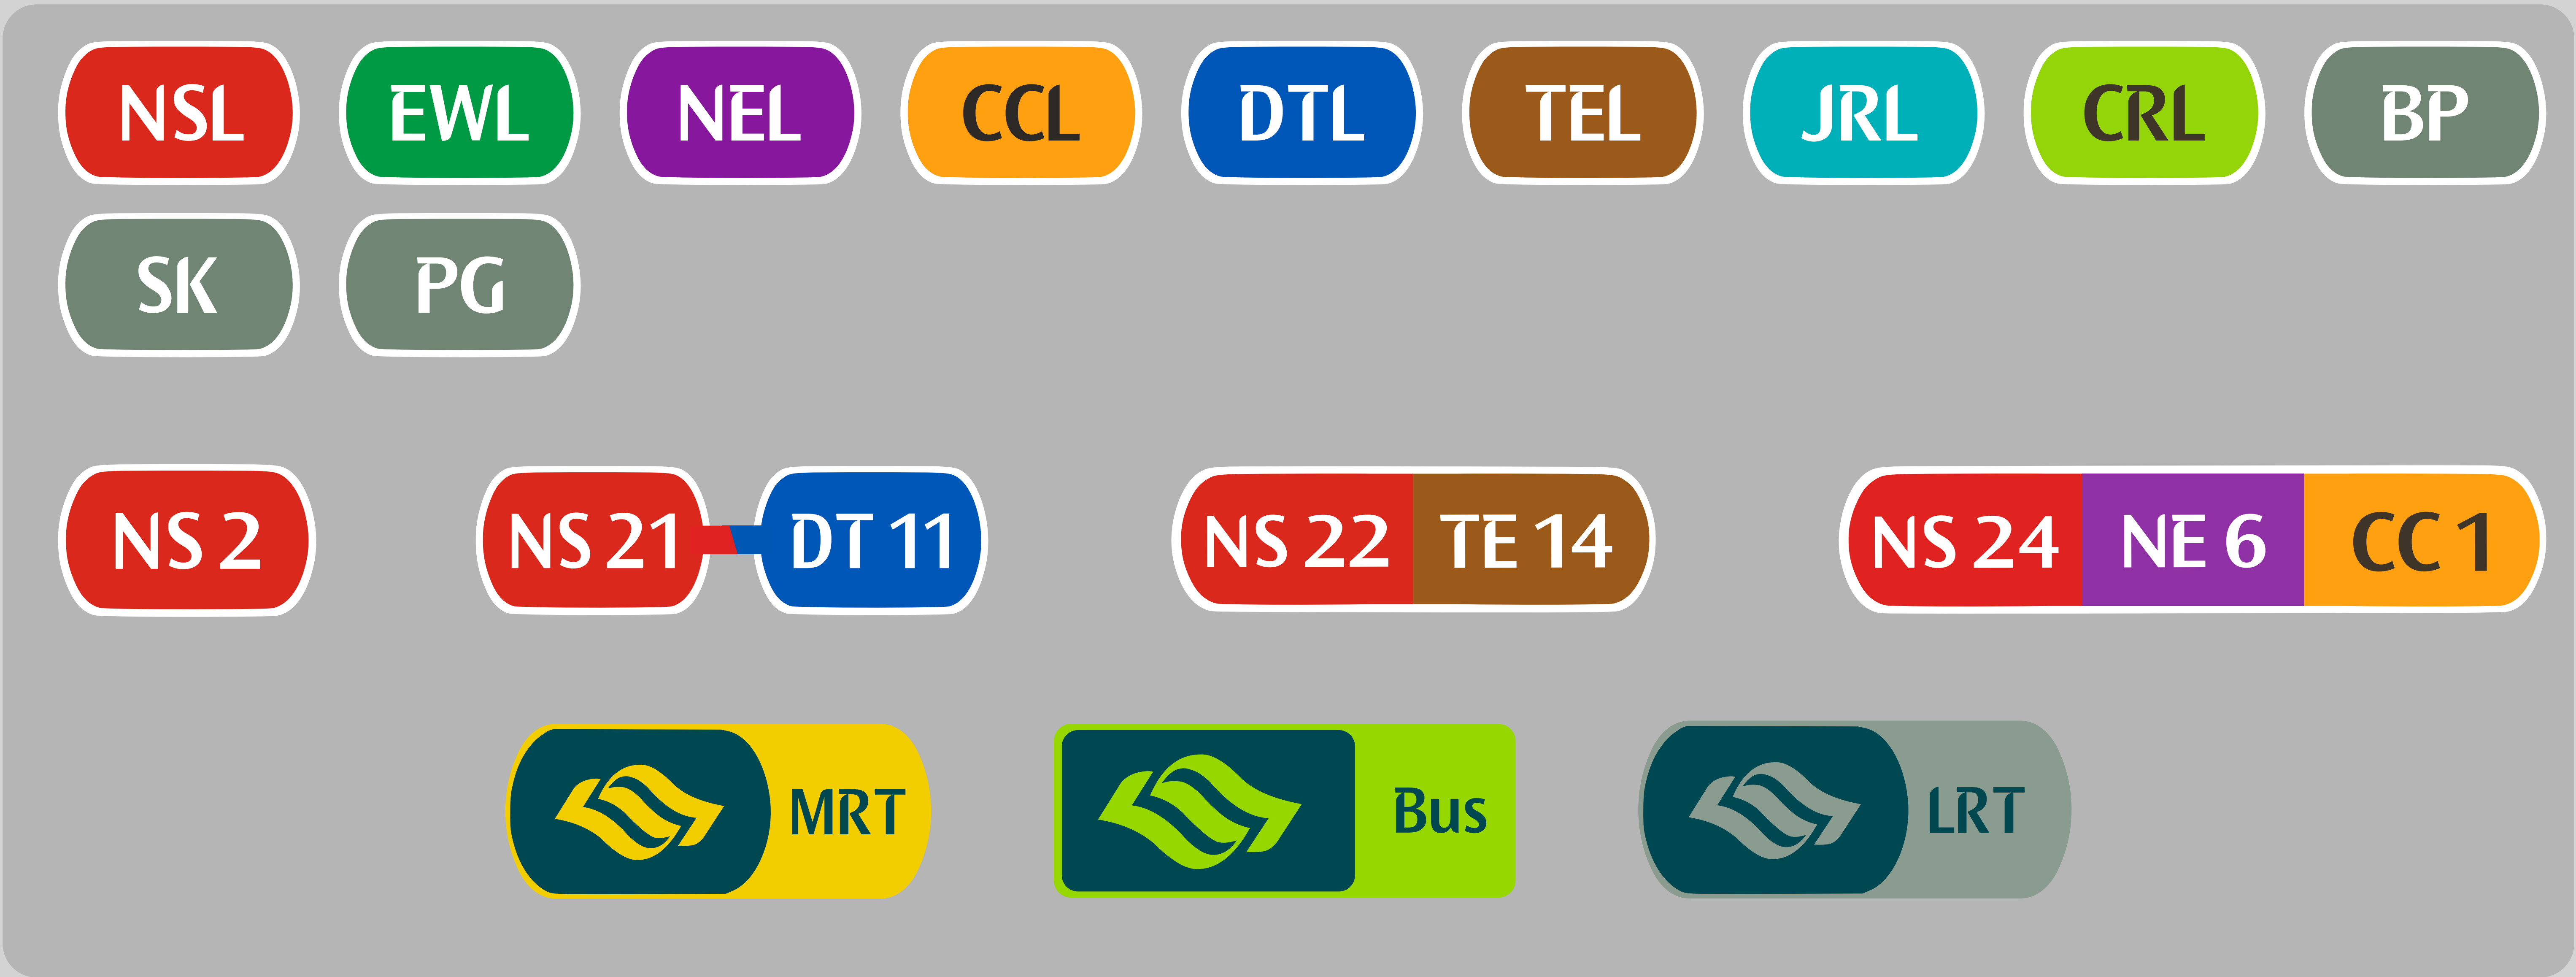 NSL EWL NEL CCL DTL TEL JRL CRL BP
SK PG
NS 2 NS 21 DT 11 NS 22 TE 14 NS 24 NE 6 CC 1
MRT Bus LRT